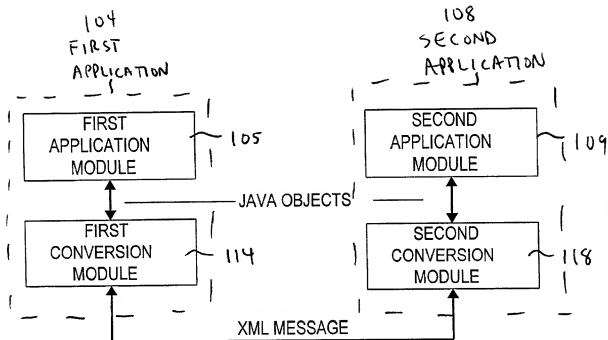 104
FIRST
APPLICATION
108
SECOND
APPLICATION
FIRST
APPLICATION
MODULE
105
SECOND
APPLICATION
MODULE
109
JAVA OBJECTS
FIRST
CONVERSION
MODULE
114
SECOND
CONVERSION
MODULE
118
XML MESSAGE